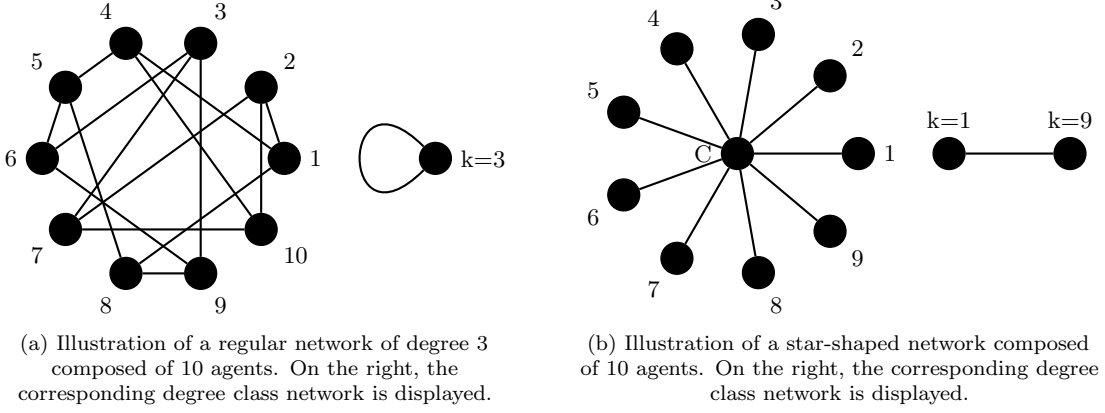 4
3
5
2
6
1
k=3
7
10
8
9
3
4
2
5
C
1
k=1
k=9
6
9
7
8
(a) Illustration of a regular network of degree 3
composed of 10 agents. On the right, the
corresponding degree class network is displayed.
(b) Illustration of a star-shaped network composed
of 10 agents. On the right, the corresponding degree
class network is displayed.